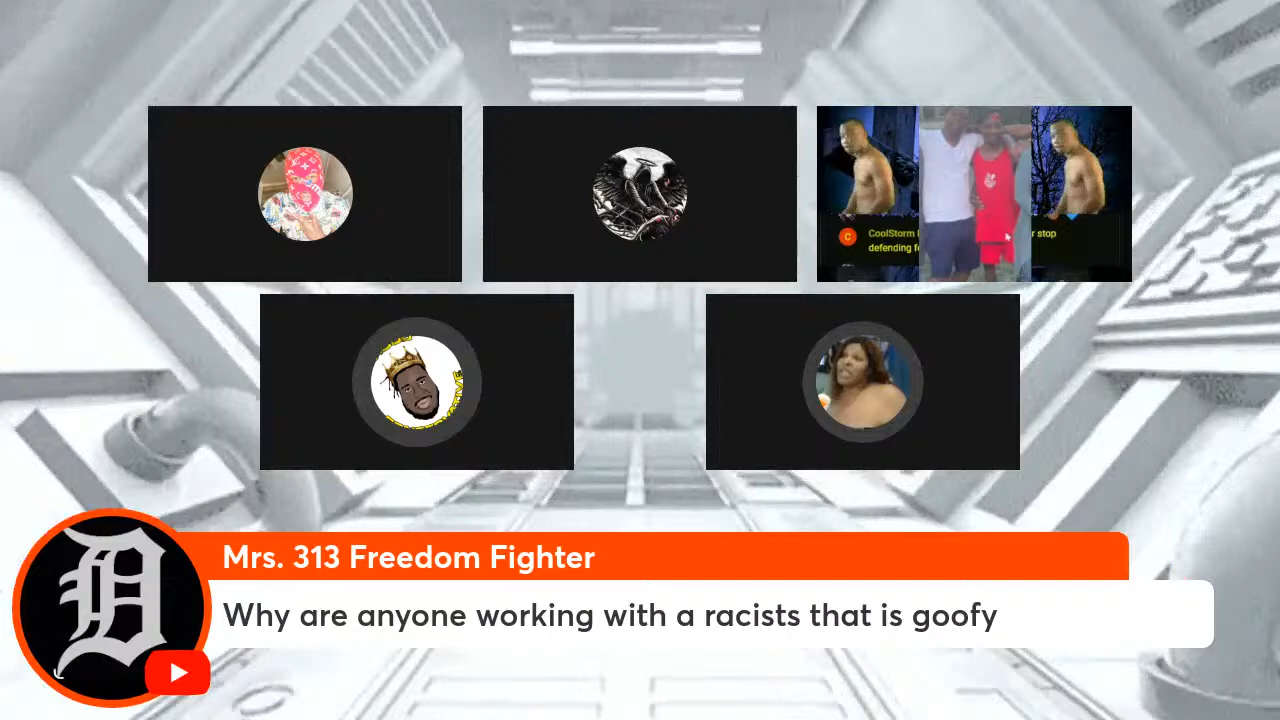 CoolStorm
r stop
defending
C
Mrs. 313 Freedom Fighter
Why are anyone working with a racists that is goofy
D